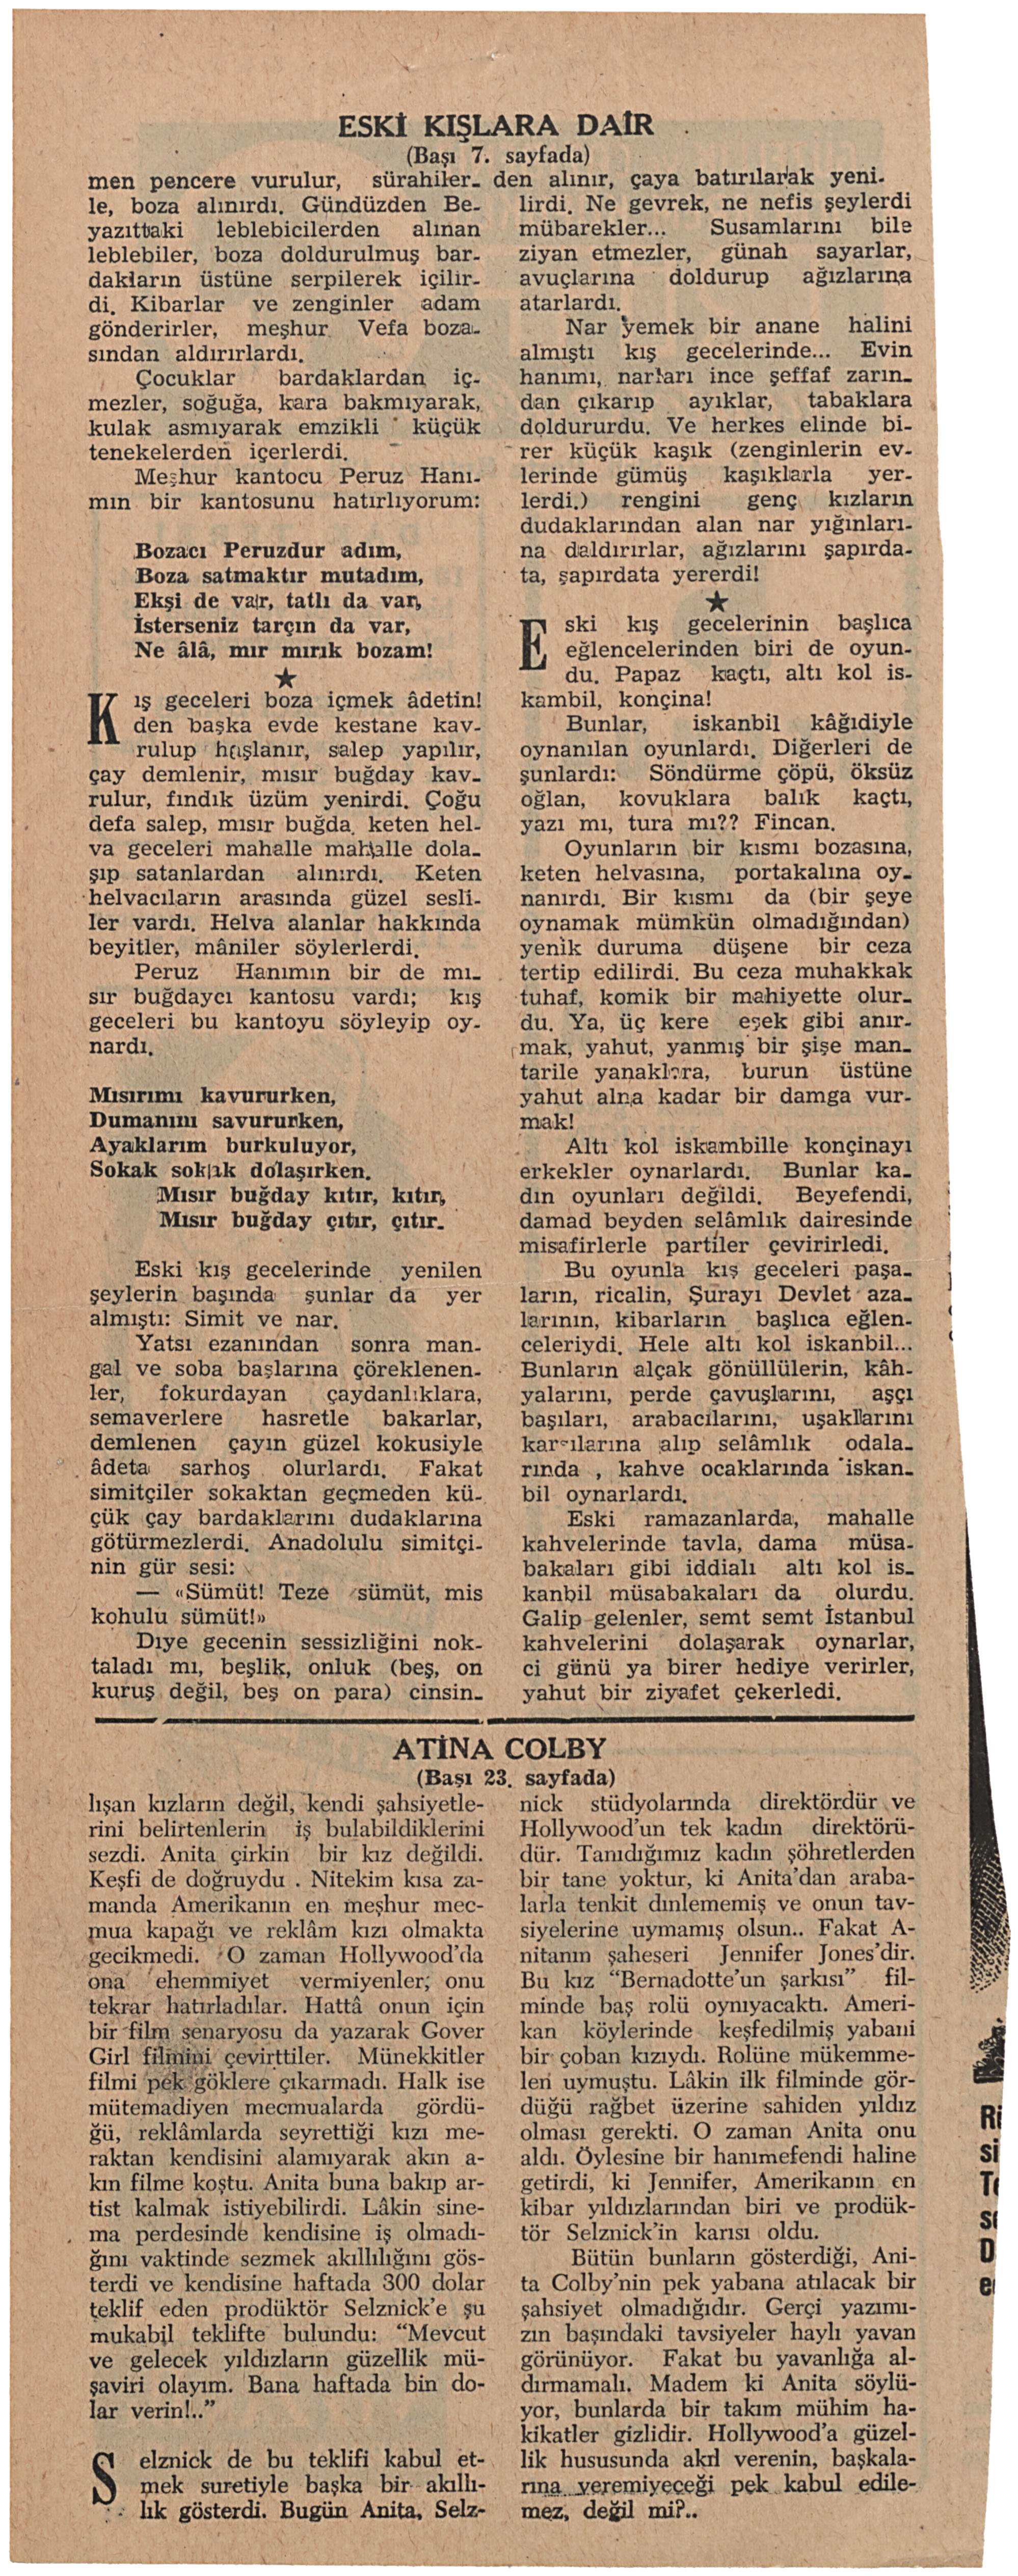 ESKİ KIŞLARA DAİR
(Başı 7. sayfada)
men pencere vurulur, sürahiler-
le, boza alınırdı. Gündüzden Be-
yazıttaki leblebicilerden alınan
leblebiler, boza doldurulmuş bar-
dakların üstüne serpilerek içilir-
di. Kibarlar ve zenginler adam
gönderirler, meşhur Vefa boza-
sından aldırırlardı.
Çocuklar bardaklardan iç-
mezler, soğuğa, kara bakmıyarak,
kulak asmıyarak emzikli küçük
tenekelerden içerlerdi.
Meşhur kantocu Peruz Hanı-
mın bir kantosunu hatırlıyorum:
Bozacı Peruzdur adım,
Boza satmaktır mutadım,
Ekşi de var, tatlı da var,
İsterseniz tarçın da var,
Ne âlâ, mır mırık bozam!
★
Kış geceleri boza içmek âdetin!
den başka evde kestane kav-
rulup haşlanır, salep yapılır,
çay demlenir, mısır buğday kav-
rulur, fındık üzüm yenirdi. Çoğu
defa salep, mısır buğda. keten hel-
va geceleri mahalle mahalle dola-
şıp satanlardan alınırdı. Keten
helvacıların arasında güzel sesli-
ler vardı. Helva alanlar hakkında
beyitler, mâniler söylerlerdi.
Peruz Hanımın bir de mı-
sır buğdaycı kantosu vardı; kış
geceleri bu kantoyu söyleyip oy-
nardı.
Mısırımı kavururken,
Dumanını savururken,
Ayaklarım burkuluyor,
Sokak sokak dolaşırken.
Mısır buğday kıtır, kıtır,
Mısır buğday çıtır, çıtır.
Eski kış gecelerinde yenilen
şeylerin başında şunlar da yer
almıştı: Simit ve nar.
Yatsı ezanından sonra man-
gal ve soba başlarına çöreklenen-
ler, fokurdayan çaydanlıklara,
semaverlere hasretle bakarlar,
demlenen çayın güzel kokusiyle
âdeta sarhoş olurlardı. Fakat
simitçiler sokaktan geçmeden kü-
çük çay bardaklarını dudaklarına
götürmezlerdi. Anadolulu simitçi-
nin gür sesi:
— «Sümüt! Teze sümüt, mis
kohulu sümüt!»
Dıye gecenin sessizliğini nok-
taladı mı, beşlik, onluk (beş, on
kuruş değil, beş on para) cinsin-
den alınır, çaya batırılarak yeni-
lirdi. Ne gevrek, ne nefis şeylerdi
mübarekler... Susamlarını bile
ziyan etmezler, günah sayarlar,
avuçlarına doldurup ağızlarına
atarlardı.
Nar yemek bir anane halini
almıştı kış gecelerinde... Evin
hanımı, narları ince şeffaf zarın-
dan çıkarıp ayıklar, tabaklara
doldururdu. Ve herkes elinde bi-
rer küçük kaşık (zenginlerin ev-
lerinde gümüş kaşıklarla yer-
lerdi.) rengini genç kızların
dudaklarından alan nar yığınları-
na daldırırlar, ağızlarını şapırda-
ta, şapırdata yererdi!
★
Eski kış gecelerinin başlıca
eğlencelerinden biri de oyun-
du. Papaz kaçtı, altı kol is-
kambil, konçina!
Bunlar, iskanbil kâğıdiyle
oynanılan oyunlardı. Diğerleri de
şunlardı: Söndürme çöpü, öksüz
oğlan, kovuklara balık kaçtı,
yazı mı, tura mı?? Fincan.
Oyunların bir kısmı bozasına,
keten helvasına, portakalına oy-
nanırdı. Bir kısmı da (bir şeye
oynamak mümkün olmadığından)
yenik duruma düşene bir ceza
tertip edilirdi. Bu ceza muhakkak
tuhaf, komik bir mahiyette olur-
du. Ya, üç kere eşek gibi anır-
mak, yahut, yanmış bir şişe man-
tarile yanaklara, burun üstüne
yahut alna kadar bir damga vur-
mak!
Altı kol iskambille konçinayı
erkekler oynarlardı. Bunlar ka-
dın oyunları değildi. Beyefendi,
damad beyden selâmlık dairesinde
misafirlerle partiler çevirirledi.
Bu oyunla kış geceleri paşa-
ların, ricalin, Şurayı Devlet aza-
larının, kibarların başlıca eğlen-
celeriydi. Hele altı kol iskanbil...
Bunların alçak gönüllülerin, kâh-
yalarını, perde çavuşlarını, aşçı
başıları, arabacılarını, uşaklarını
karşılarına alıp selâmlık odala-
rında , kahve ocaklarında iskan-
bil oynarlardı.
Eski ramazanlarda, mahalle
kahvelerinde tavla, dama müsa-
bakaları gibi iddialı altı kol is-
kanbil müsabakaları da olurdu.
Galip gelenler, semt semt İstanbul
kahvelerini dolaşarak oynarlar,
ci günü ya birer hediye verirler,
yahut bir ziyafet çekerledi.
ATİNA COLBY
(Başı 23. sayfada)
lışan kızların değil, kendi şahsiyetle-
rini belirtenlerin iş bulabildiklerini
sezdi. Anita çirkin bir kız değildi.
Keşfi de doğruydu . Nitekim kısa za-
manda Amerikanın en meşhur mec-
mua kapağı ve reklâm kızı olmakta
gecikmedi. O zaman Hollywood'da
ona ehemmiyet vermiyenler, onu
tekrar hatırladılar. Hattâ onun için
bir film senaryosu da yazarak Gover
Girl filmini çevirttiler. Münekkitler
filmi pek göklere çıkarmadı. Halk ise
mütemadiyen mecmualarda gördü-
ğü, reklâmlarda seyrettiği kızı me-
raktan kendisini alamıyarak akın a-
kın filme koştu. Anita buna bakıp ar-
tist kalmak istiyebilirdi. Lâkin sine-
ma perdesinde kendisine iş olmadı-
ğını vaktinde sezmek akıllılığını gös-
terdi ve kendisine haftada 300 dolar
teklif eden prodüktör Selznick'e şu
mukabil teklifte bulundu: "Mevcut
ve gelecek yıldızların güzellik mü-
şaviri olayım. Bana haftada bin do-
lar verin!.."
Selznick de bu teklifi kabul et-
mek suretiyle başka bir akıllı-
lık gösterdi. Bugün Anita, Selz-
nick stüdyolarında direktördür ve
Hollywood'un tek kadın direktörü-
dür. Tanıdığımız kadın şöhretlerden
bir tane yoktur, ki Anita'dan araba-
larla tenkit dınlememiş ve onun tav-
siyelerine uymamış olsun.. Fakat A-
nitanın şaheseri Jennifer Jones'dir.
Bu kız "Bernadotte'un şarkısı" fil-
minde baş rolü oynıyacaktı. Ameri-
kan köylerinde keşfedilmiş yabani
bir çoban kızıydı. Rolüne mükemme-
len uymuştu. Lâkin ilk filminde gör-
düğü rağbet üzerine sahiden yıldız
olması gerekti. O zaman Anita onu
aldı. Öylesine bir hanımefendi haline
getirdi, ki Jennifer, Amerikanın en
kibar yıldızlarından biri ve prodük-
tör Selznick'in karısı oldu.
Bütün bunların gösterdiği, Ani-
ta Colby'nin pek yabana atılacak bir
şahsiyet olmadığıdır. Gerçi yazımı-
zın başındaki tavsiyeler haylı yavan
görünüyor. Fakat bu yavanlığa al-
dırmamalı. Madem ki Anita söylü-
yor, bunlarda bir takım mühim ha-
kikatler gizlidir. Hollywood'a güzel-
lik hususunda akıl verenin, başkala-
rına veremiyeceği pek kabul edile-
mez, değil mi?..